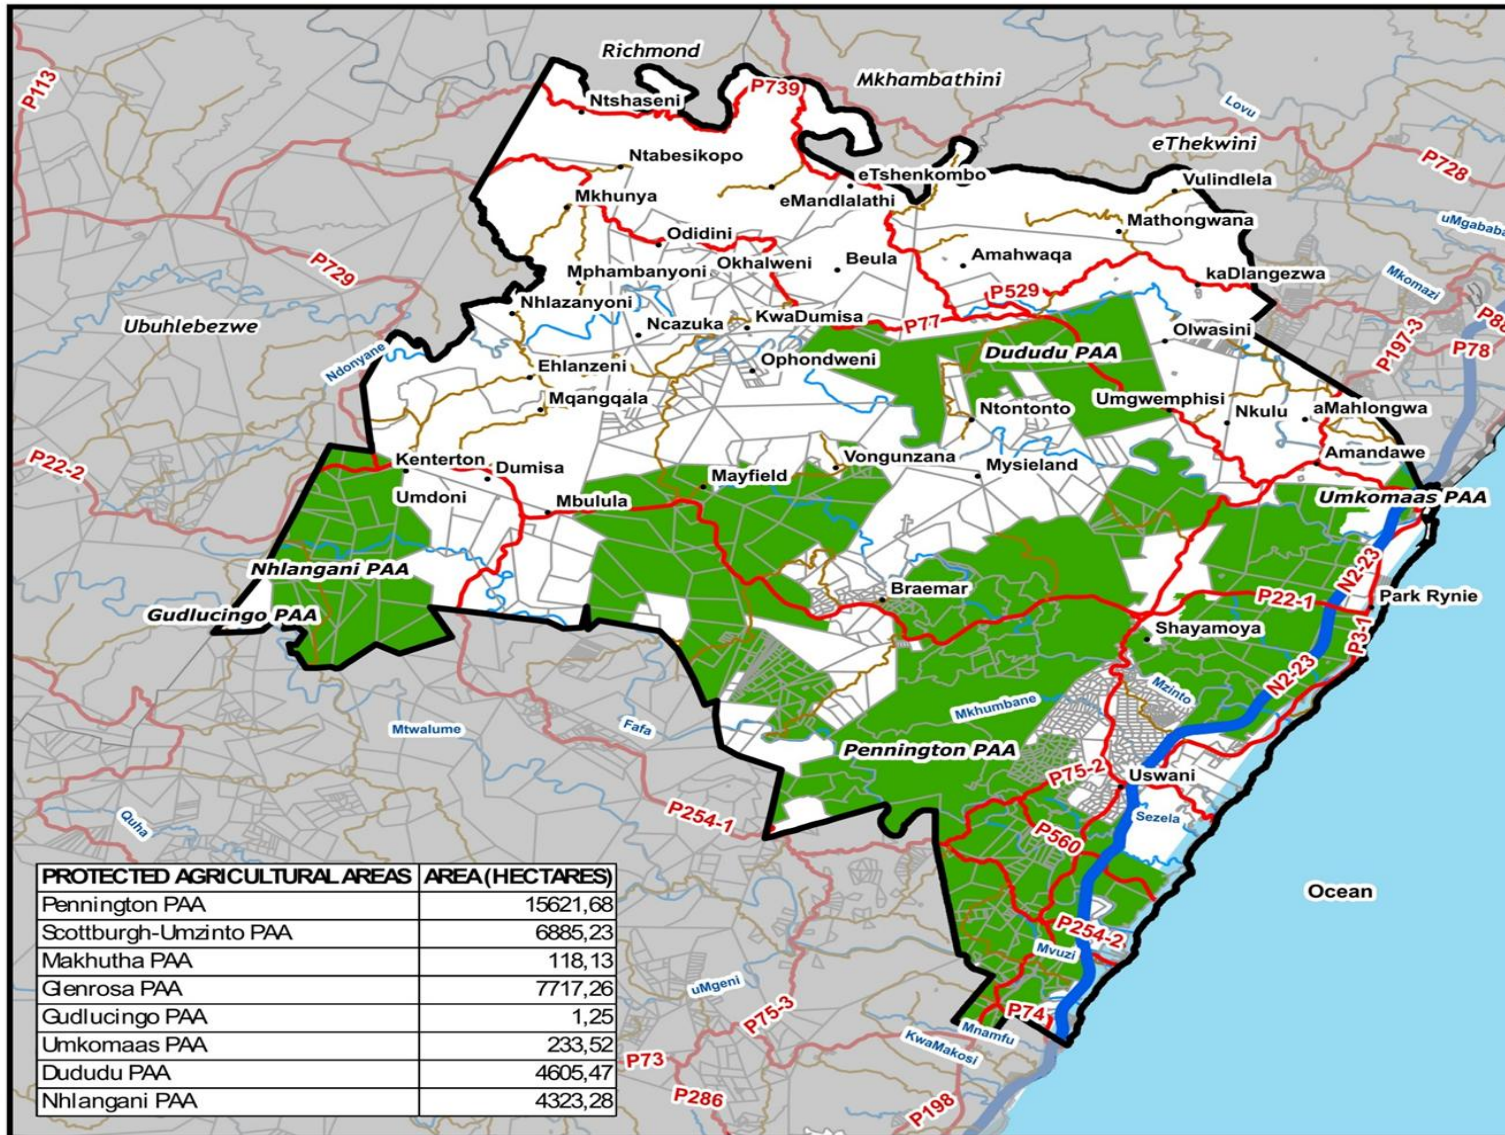 Richmond
Mkhambathini
P113
P739
Ntshaseni
Lovu
eThekwini
P728
Ntabesikopo
eTshenkombo
Vulindlela
Mkhunya
eMandlalathi
Mathongwana
uMgababa
Odidini
Okhalweni
Beula
Amahwaqa
P729
Mphambanyoni
kaDlangezwa
Mkomazi
Nhlazanyoni
P529
Ubuhlebezwe
Ncazuka
KwaDumisa
P77
Olwasini
P197-3
P78
Ndonyane
Ehlanzeni
Ophondweni
Dududu PAA
Mqangqala
Ntontonto
Umgwemphisi
Nkulu
aMahlongwa
P22-2
Kenterton
Dumisa
Vongunzana
Mysieland
Amandawe
Umdoni
Mbulula
Mayfield
Umkomaas PAA
Nhlangani PAA
N2-23
Gudlucingo PAA
Braemar
P22-1
Park Rynie
Shayamoya
P3-1
N2-23
Mtwalume
Fafa
Mkhumbane
Mzinto
Pennington PAA
P75-2
Uswani
Quha
P254-1
P560
Sezela
Ocean
P254-2
Mvuzi
uMgeni
P75-3
P74
Mnamfu
KwaMakosi
P73
P286
P198
PROTECTED AGRICULTURAL AREAS AREA (HECTARES)
Pennington PAA 15621,68
Scottburgh-Umzinto PAA 6885,23
Makhutha PAA 118,13
Glenrosa PAA 7717,26
Gudlucingo PAA 1,25
Umkomaas PAA 233,52
Dududu PAA 4605,47
Nhlangani PAA 4323,28